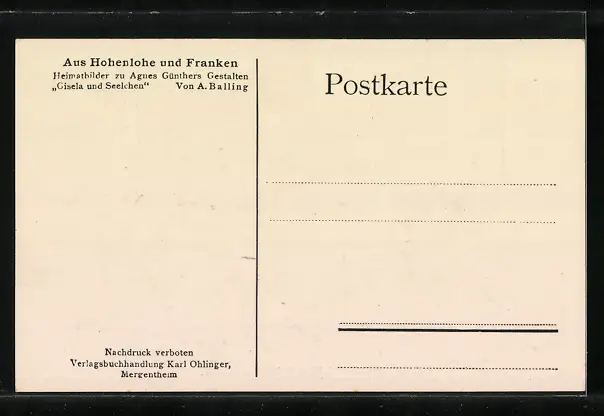 Aus Hohenlohe und Franken
Heimatbilder zu Agnes Günthers Gestalten
„Gisela und Seelchen“ Von A. Balling
Postkarte
Nachdruck verboten
Verlagsbuchhandlung Karl Ohlinger,
Mergentheim